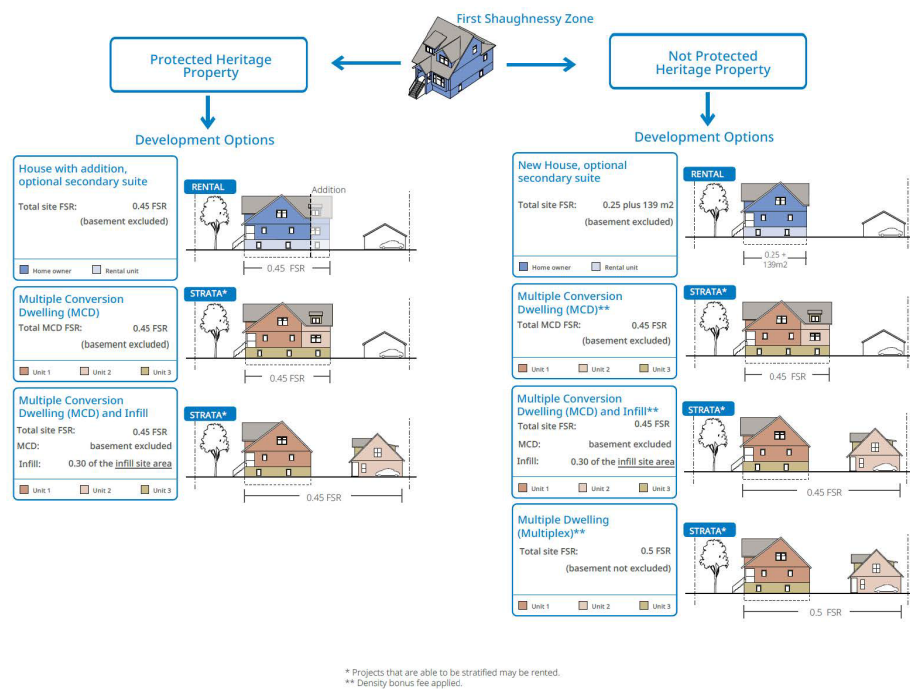 First Shaughnessy Zone
Protected Heritage
Property
Not Protected
Heritage Property
Development Options
House with addition,
optional secondary suite
Total site FSR: 0.45 FSR
(basement excluded)
Home owner Rental unit
RENTAL
Addition
0.45 FSR
Multiple Conversion
Dwelling (MCD)
Total MCD FSR: 0.45 FSR
(basement excluded)
Unit 1 Unit 2 Unit 3
STRATA*
0.45 FSR
Multiple Conversion
Dwelling (MCD) and Infill
Total site FSR: 0.45 FSR
MCD: basement excluded
Infill: 0.30 of the infill site area
Unit 1 Unit 2 Unit 3
STRATA*
0.45 FSR
Development Options
New House, optional
secondary suite
Total site FSR: 0.25 plus 139 m2
(basement excluded)
Home owner Rental unit
RENTAL
0.25 +
139m2
Multiple Conversion
Dwelling (MCD)**
Total MCD FSR: 0.45 FSR
(basement excluded)
Unit 1 Unit 2 Unit 3
STRATA*
0.45 FSR
Multiple Conversion
Dwelling (MCD) and Infill**
Total site FSR: 0.45 FSR
MCD: basement excluded
Infill: 0.30 of the infill site area
Unit 1 Unit 2 Unit 3
STRATA*
0.45 FSR
Multiple Dwelling
(Multiplex)**
Total site FSR: 0.5 FSR
(basement not excluded)
Unit 1 Unit 2 Unit 3
STRATA*
0.5 FSR
* Projects that are able to be stratified may be rented.
** Density bonus fee applied.